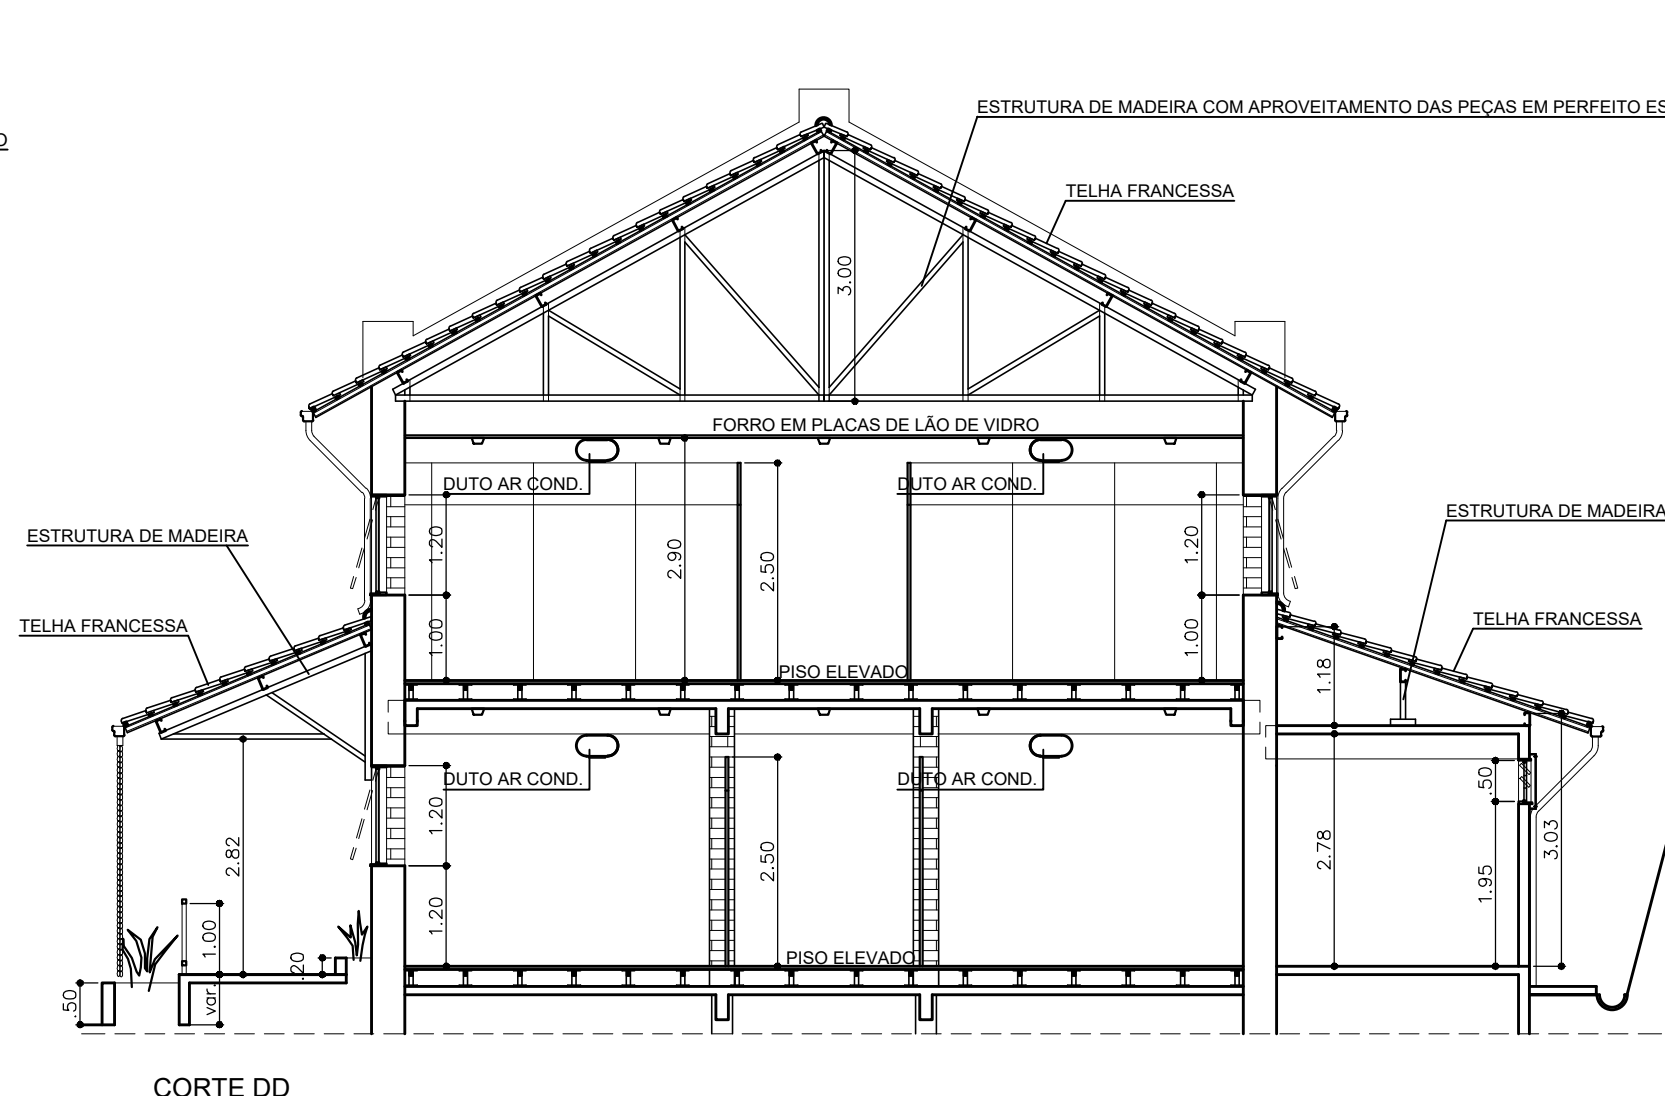 D
ESTRUTURA DE MADEIRA COM APROVEITAMENTO DAS PEÇAS EM PERFEITO ES
TELHA FRANCESSA
3.00
FORRO EM PLACAS DE LÃO DE VIDRO
DUTO AR COND.
DUTO AR COND.
ESTRUTURA DE MADEIRA
ESTRUTURA DE MADEIRA
1.20
2.90
2.50
1.20
TELHA FRANCESSA
TELHA FRANCESSA
1.00
1.00
1.18
PISO ELEVADO
DUTO AR COND.
DUTO AR COND.
.50
1.20
2.82
2.50
2.78
3.03
1.95
1.20
1.00
.20
PISO ELEVADO
.50
var.
CORTE DD